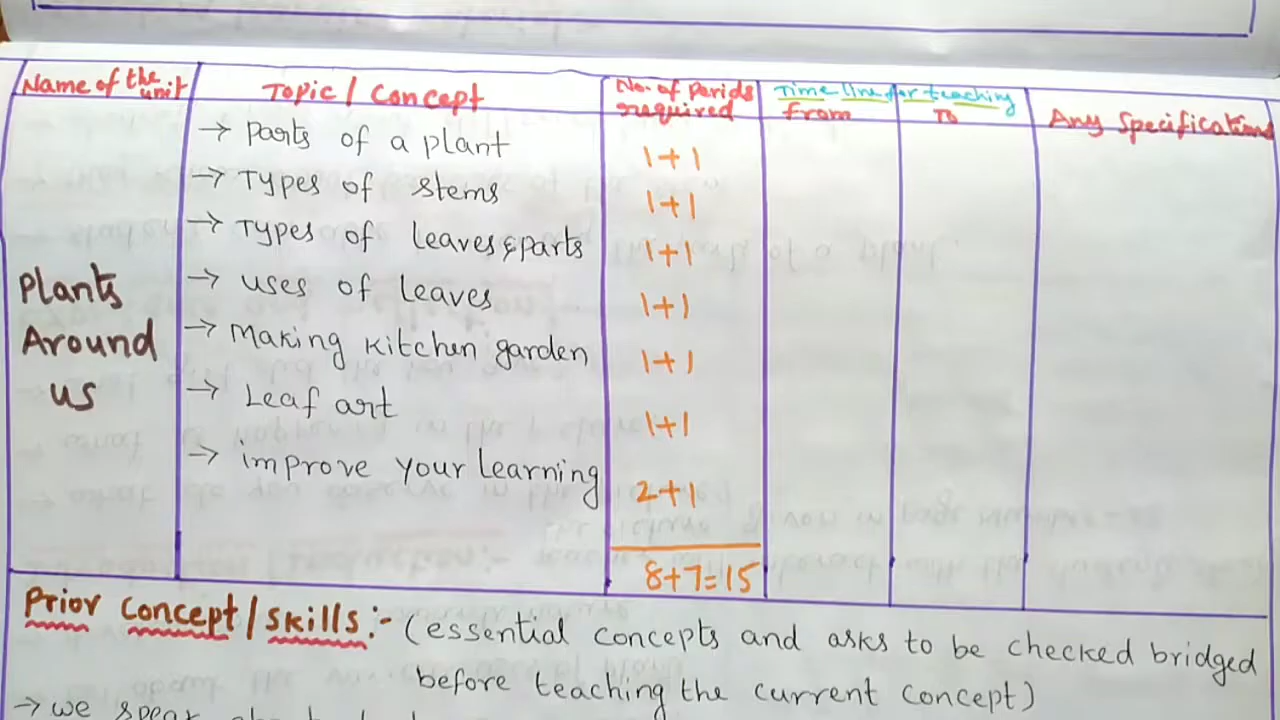 Name of the unit
Topic / Concept
No. of Perids required
Time line for teaching
From
To
Any Specifications
Plants Around us
→ Parts of a plant 1+1
→ Types of stems 1+1
→ Types of leaves & parts 1+1
→ uses of leaves 1+1
→ Making kitchen garden 1+1
→ Leaf art 1+1
→ improve your Learning 2+1
8+7=15
Prior concept / skills:- (essential concepts and asks to be checked bridged
before teaching the current concept)
→ we